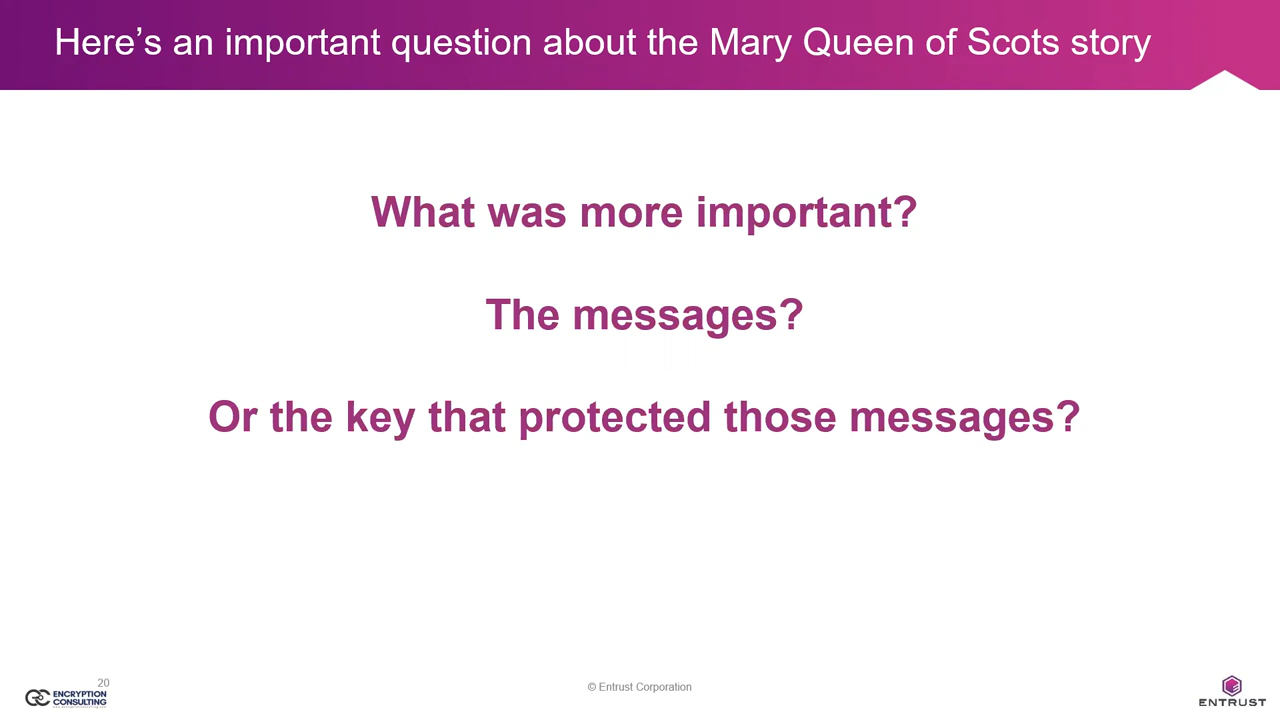 Here’s an important question about the Mary Queen of Scots story
What was more important?
The messages?
Or the key that protected those messages?
20
ENCRYPTION
CONSULTING
© Entrust Corporation
ENTRUST